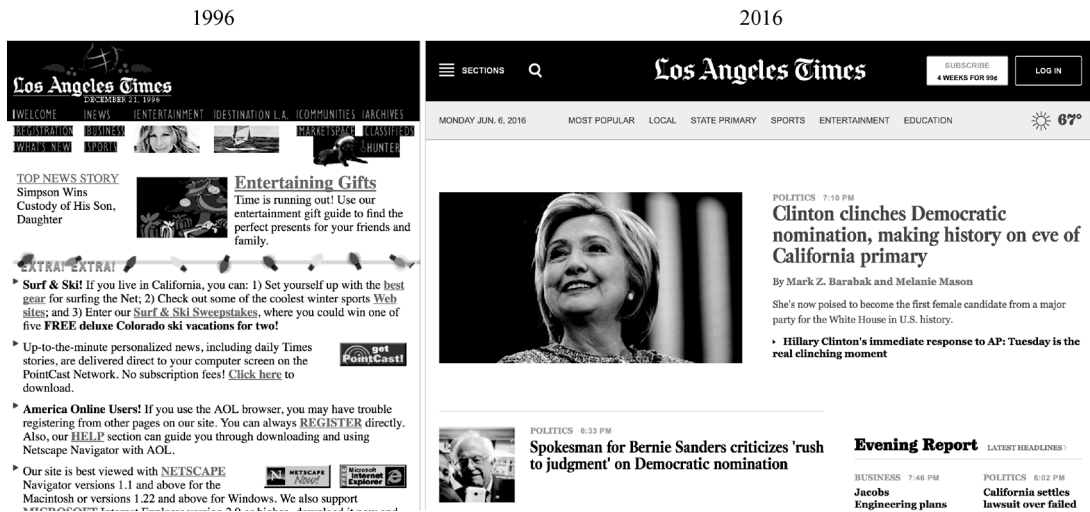 1996
2016
Los Angeles Times
DECEMBER 21, 1996
WELCOME NEWS ENTERTAINMENT DESTINATION L.A. COMMUNITIES ARCHIVES
REGISTRATION BUSINESS MARKETSPACE CLASSIFIEDS
WHAT'S NEW SPORTS HUNTER
TOP NEWS STORY
Simpson Wins
Custody of His Son,
Daughter
Entertaining Gifts
Time is running out! Use our
entertainment gift guide to find the
perfect presents for your friends and
family.
EXTRA! EXTRA!
Surf & Ski! If you live in California, you can: 1) Set yourself up with the best
gear for surfing the Net; 2) Check out some of the coolest winter sports Web
sites; and 3) Enter our Surf & Ski Sweepstakes, where you could win one of
five FREE deluxe Colorado ski vacations for two!
Up-to-the-minute personalized news, including daily Times
stories, are delivered direct to your computer screen on the
PointCast Network. No subscription fees! Click here to
download.
get
PointCast!
America Online Users! If you use the AOL browser, you may have trouble
registering from other pages on our site. You can always REGISTER directly.
Also, our HELP section can guide you through downloading and using
Netscape Navigator with AOL.
Our site is best viewed with NETSCAPE
Navigator versions 1.1 and above for the
Macintosh or versions 1.22 and above for Windows. We also support
MICROSOFT Internet Explorer version 2.0 or higher, download it now and
N NETSCAPE
Now!
Microsoft
Internet
Explorer
SECTIONS
Los Angeles Times
SUBSCRIBE
4 WEEKS FOR 99¢
LOG IN
MONDAY JUN. 6, 2016 MOST POPULAR LOCAL STATE PRIMARY SPORTS ENTERTAINMENT EDUCATION 67°
POLITICS 7:10 PM
Clinton clinches Democratic
nomination, making history on eve of
California primary
By Mark Z. Barabak and Melanie Mason
She's now poised to become the first female candidate from a major
party for the White House in U.S. history.
Hillary Clinton's immediate response to AP: Tuesday is the
real clinching moment
POLITICS 6:33 PM
Spokesman for Bernie Sanders criticizes 'rush
to judgment' on Democratic nomination
Evening Report LATEST HEADLINES
BUSINESS 7:46 PM
Jacobs
Engineering plans
POLITICS 6:02 PM
California settles
lawsuit over failed